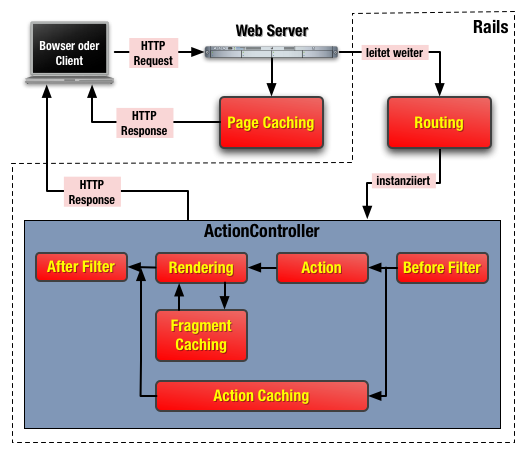 Rails
Web Server
Bowser oder
Client
HTTP
Request
leitet weiter
HTTP
Response
Page Caching
Routing
HTTP
Response
instanziiert
ActionController
After Filter
Rendering
Action
Before Filter
Fragment
Caching
Action Caching